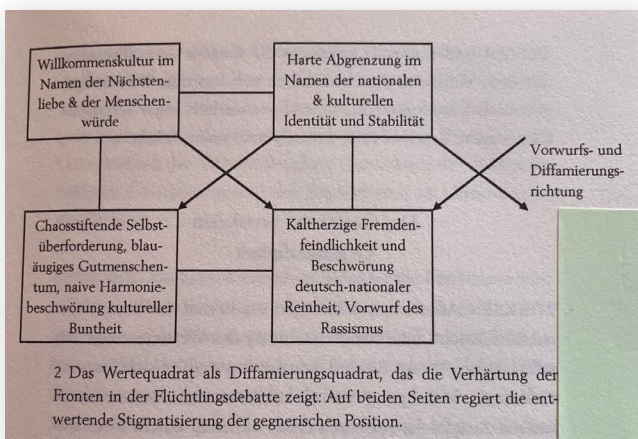 Willkommenskultur im
Namen der Nächsten-
liebe & der Menschen-
würde
Harte Abgrenzung im
Namen der nationalen
& kulturellen
Identität und Stabilität
Vorwurfs- und
Diffamierungs-
richtung
Chaosstiftende Selbst-
überforderung, blau-
äugiges Gutmenschen-
tum, naive Harmonie-
beschwörung kultureller
Buntheit
Kaltherzige Fremden-
feindlichkeit und
Beschwörung
deutsch-nationaler
Reinheit, Vorwurf des
Rassismus
2 Das Wertequadrat als Diffamierungsquadrat, das die Verhärtung der
Fronten in der Flüchtlingsdebatte zeigt: Auf beiden Seiten regiert die ent-
wertende Stigmatisierung der gegnerischen Position.